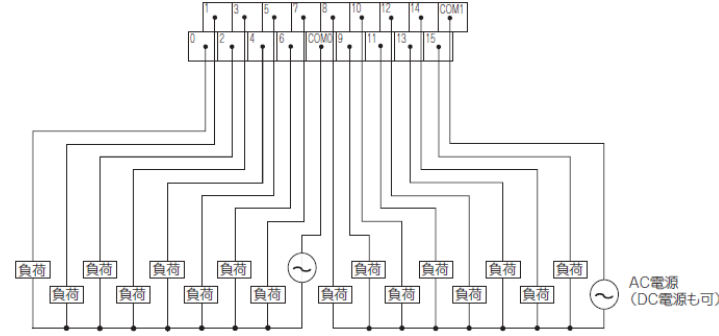 1 3 5 7 8 10 12 14 COM1
0 2 4 6 COM0 9 11 13 15
負荷 負荷 負荷 負荷 負荷 負荷 負荷 負荷
負荷 負荷 負荷 負荷 負荷 負荷 負荷 負荷
AC電源
（DC電源も可）